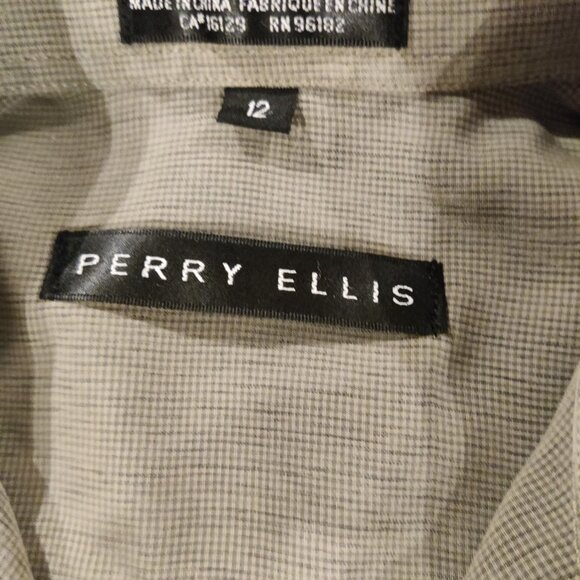 MADE IN CHINA FABRIQUE EN CHINE
CA# 16129 RN 96182
12
PERRY ELLIS